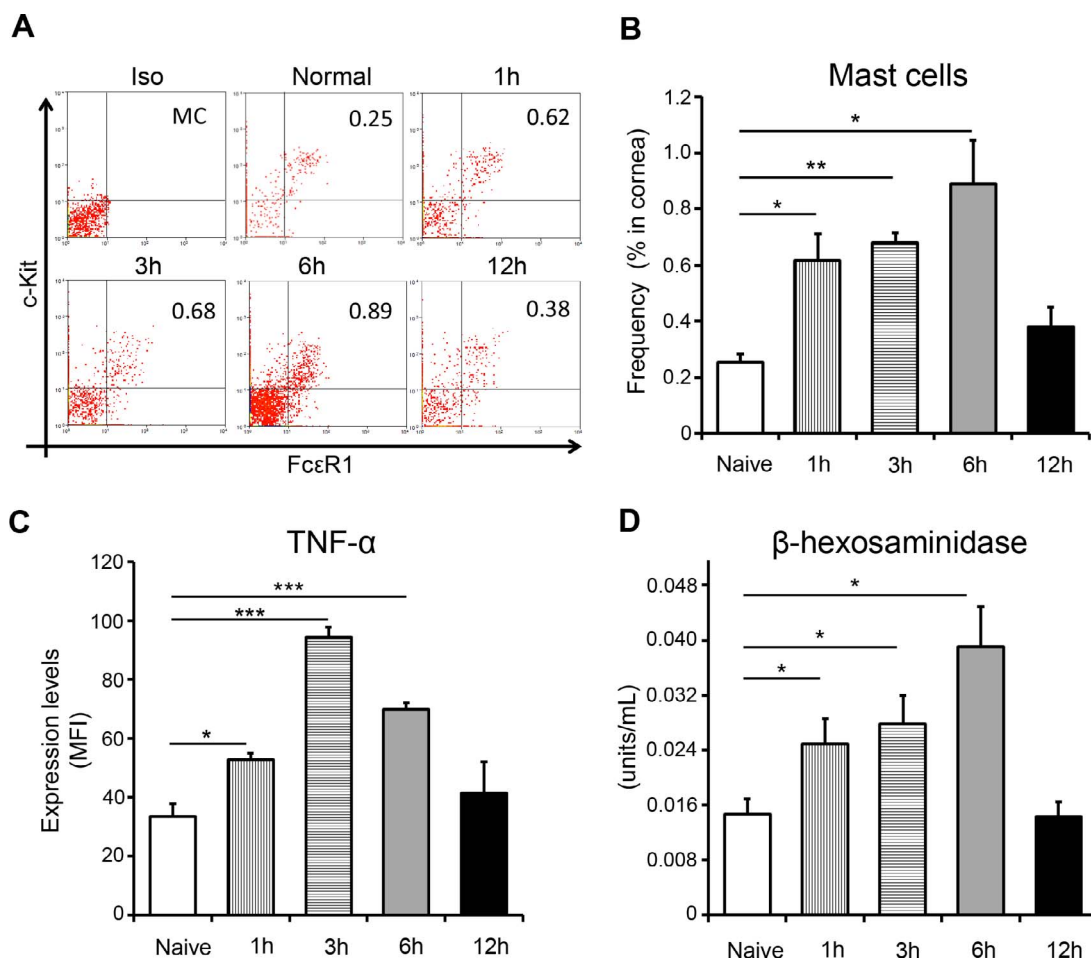 A
Iso Normal 1h
MC 0.25 0.62
3h 6h 12h
0.68 0.89 0.38
c-Kit
FcεR1
B
Mast cells
Frequency (% in cornea)
1.2
1.0
0.8
0.6
0.4
0.2
0
*
**
*
Naive 1h 3h 6h 12h
C
TNF-α
Expression levels
(MFI)
120
100
80
60
40
20
0
***
***
*
Naive 1h 3h 6h 12h
D
β-hexosaminidase
(units/mL)
0.048
0.040
0.032
0.024
0.016
0.008
0
*
*
*
Naive 1h 3h 6h 12h